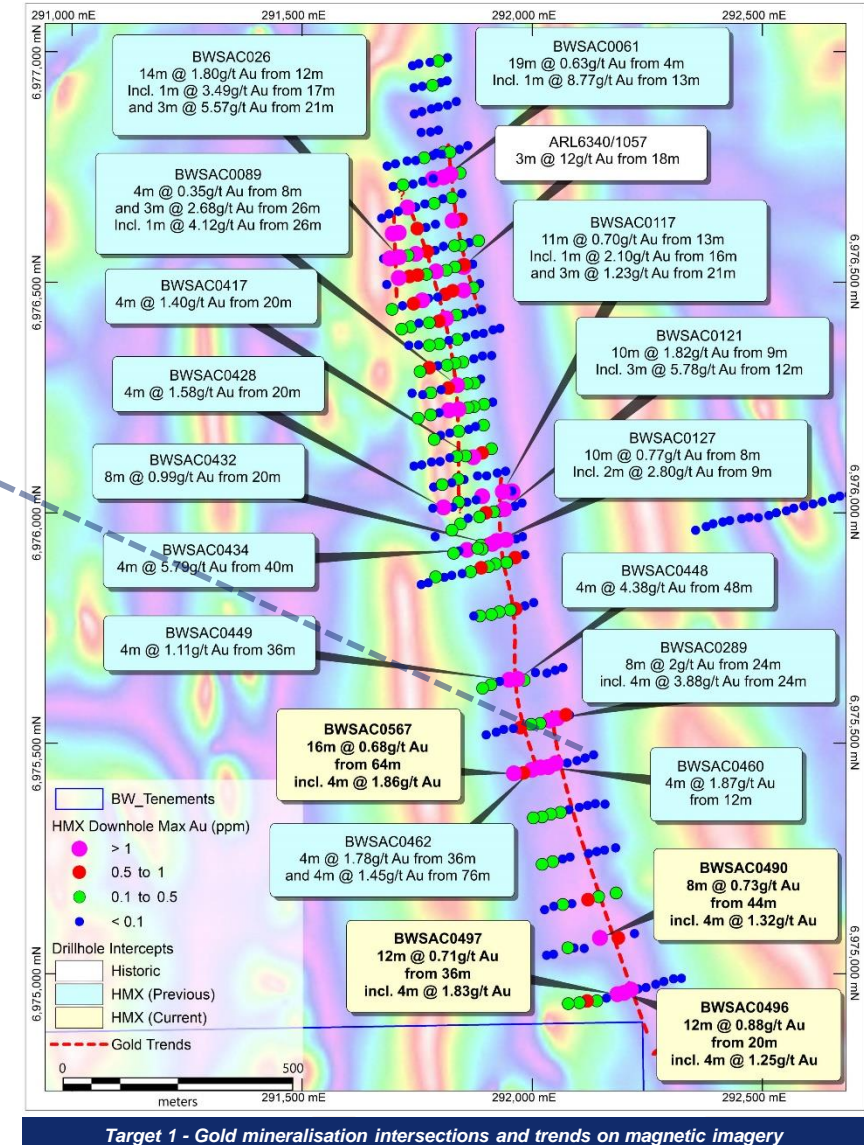 291,000 mE
291,500 mE
292,000 mE
292,500 mE
6,977,000 mN
BWSAC026
14m @ 1.80g/t Au from 12m
Incl. 1m @ 3.49g/t Au from 17m
and 3m @ 5.57g/t Au from 21m
BWSAC0061
19m @ 0.63g/t Au from 4m
Incl. 1m @ 8.77g/t Au from 13m
ARL6340/1057
3m @ 12g/t Au from 18m
BWSAC0089
4m @ 0.35g/t Au from 8m
and 3m @ 2.68g/t Au from 26m
Incl. 1m @ 4.12g/t Au from 26m
?
BWSAC0117
11m @ 0.70g/t Au from 13m
Incl. 1m @ 2.10g/t Au from 16m
and 3m @ 1.23g/t Au from 21m
6,976,500 mN
6,976,500 mN
BWSAC0417
4m @ 1.40g/t Au from 20m
BWSAC0121
10m @ 1.82g/t Au from 9m
Incl. 3m @ 5.78g/t Au from 12m
BWSAC0428
4m @ 1.58g/t Au from 20m
BWSAC0127
10m @ 0.77g/t Au from 8m
Incl. 2m @ 2.80g/t Au from 9m
BWSAC0432
8m @ 0.99g/t Au from 20m
?
6,976,000 mN
6,976,000 mN
BWSAC0434
4m @ 5.79g/t Au from 40m
BWSAC0448
4m @ 4.38g/t Au from 48m
BWSAC0449
4m @ 1.11g/t Au from 36m
BWSAC0289
8m @ 2g/t Au from 24m
incl. 4m @ 3.88g/t Au from 24m
6,975,500 mN
6,975,500 mN
BWSAC0567
16m @ 0.68g/t Au
from 64m
incl. 4m @ 1.86g/t Au
BWSAC0460
4m @ 1.87g/t Au
from 12m
BWSAC0462
4m @ 1.78g/t Au from 36m
and 4m @ 1.45g/t Au from 76m
BWSAC0490
8m @ 0.73g/t Au
from 44m
incl. 4m @ 1.32g/t Au
BWSAC0497
12m @ 0.71g/t Au
from 36m
incl. 4m @ 1.83g/t Au
BWSAC0496
12m @ 0.88g/t Au
from 20m
incl. 4m @ 1.25g/t Au
6,975,000 mN
6,975,000 mN
BW_Tenements
HMX Downhole Max Au (ppm)
> 1
0.5 to 1
0.1 to 0.5
< 0.1
Drillhole Intercepts
Historic
HMX (Previous)
HMX (Current)
Gold Trends
0
500
meters
291,500 mE
292,000 mE
292,500 mE
Target 1 - Gold mineralisation intersections and trends on magnetic imagery